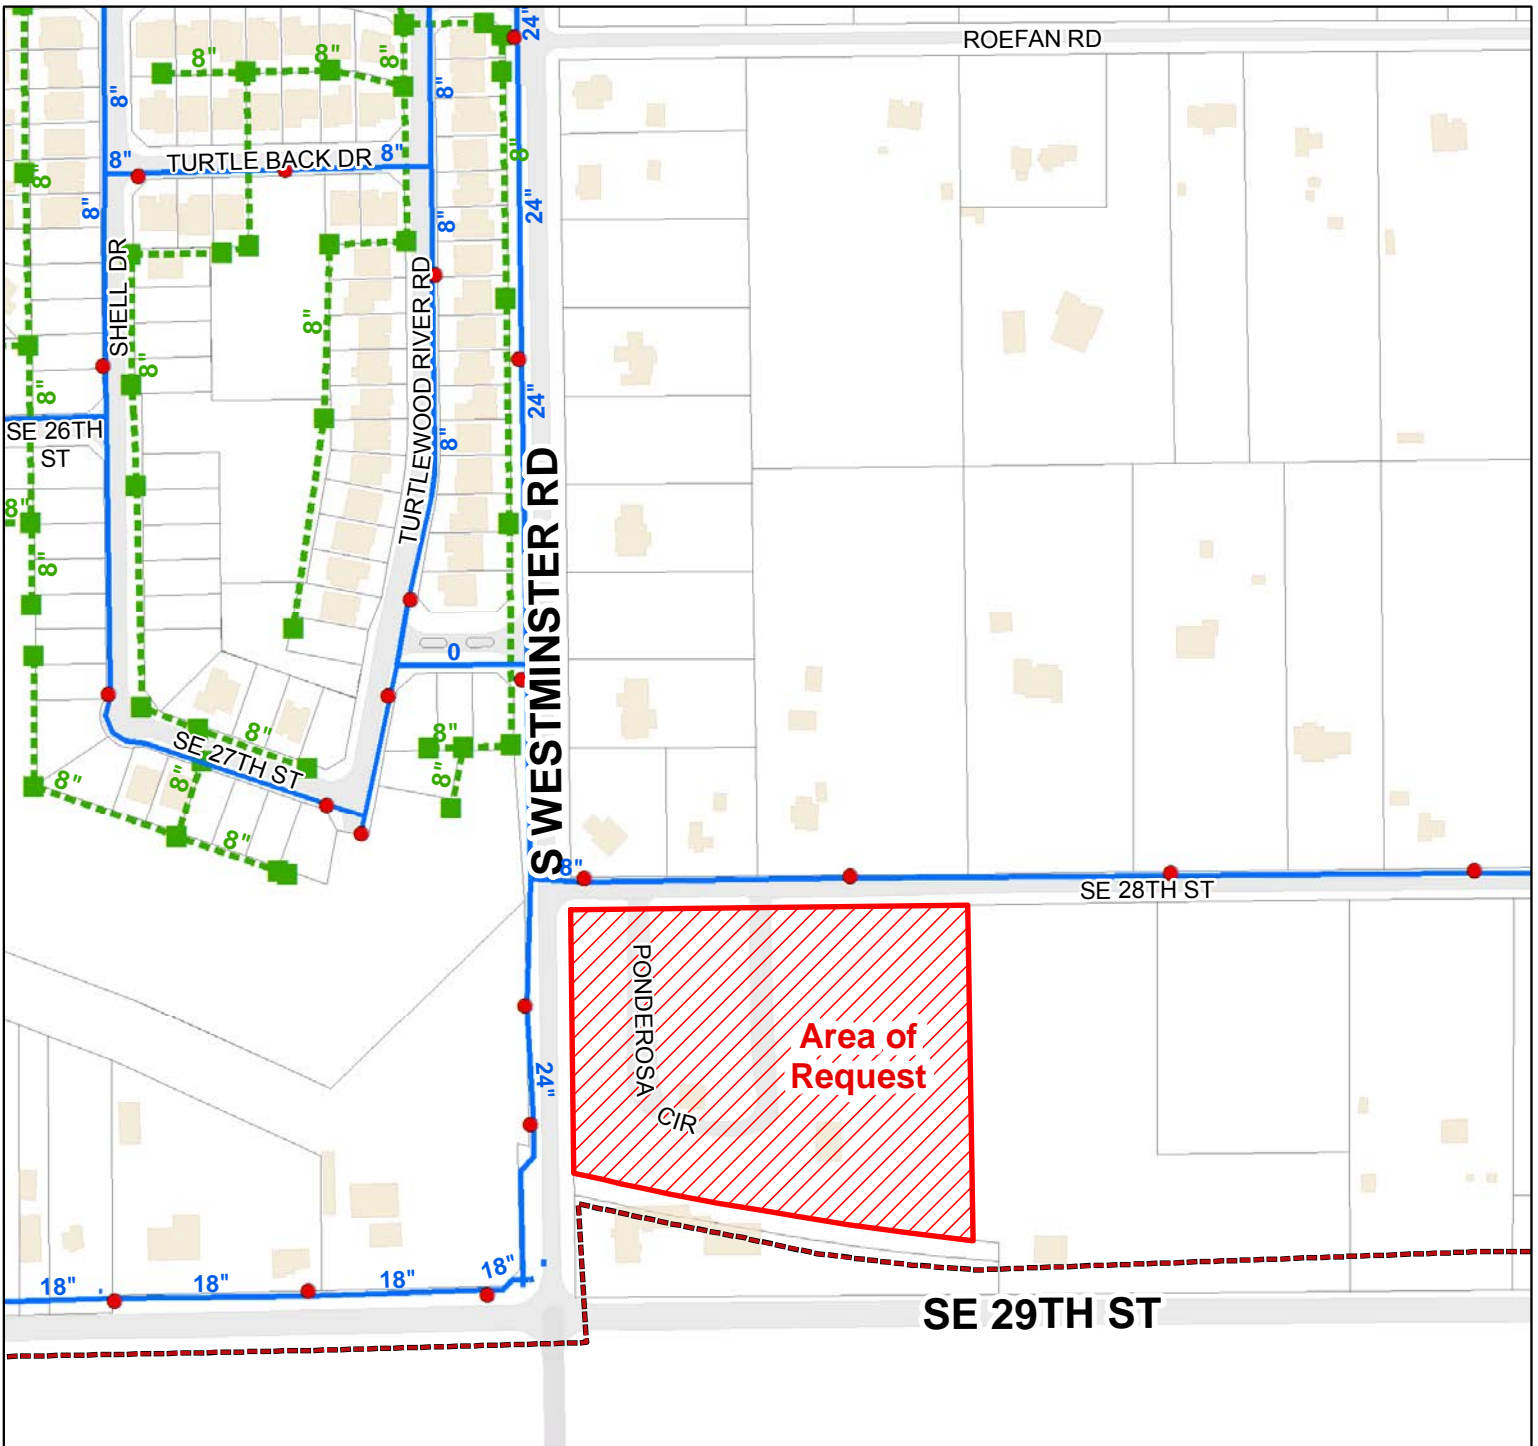 24"
ROEFAN RD
8"
8"
8"
8"
8"
8"
TURTLE BACK DR
8"
8"
24"
8"
8"
8"
SHELL DR
TURTLEWOOD RIVER RD
8"
8"
24"
8"
SE 26TH
ST
8"
8"
8"
S WESTMINSTER RD
0
8"
8"
SE 27TH ST
8"
8"
8"
8"
8"
SE 28TH ST
PONDEROSA
CIR
Area of
Request
24"
18"
18"
18"
18"
SE 29TH ST